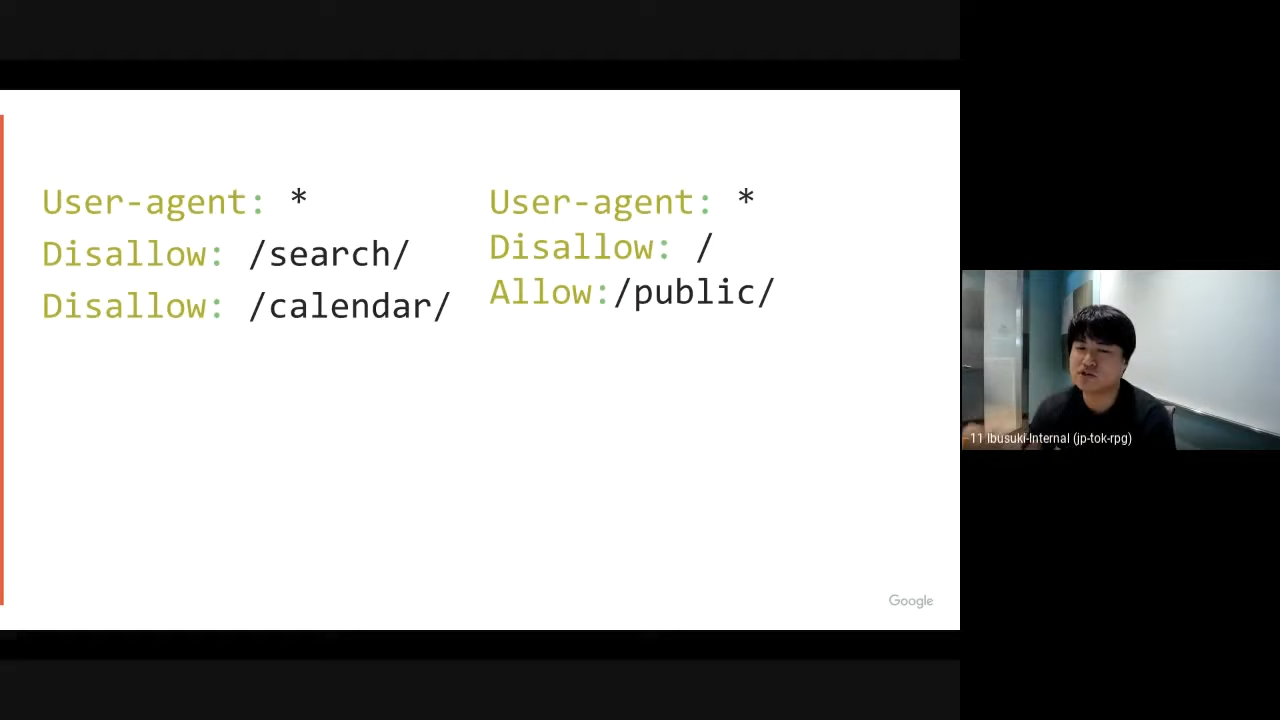 User-agent: *
Disallow: /search/
Disallow: /calendar/
User-agent: *
Disallow: /
Allow:/public/
11 Ibusuki-Internal (jp-tok-rpg)
Google